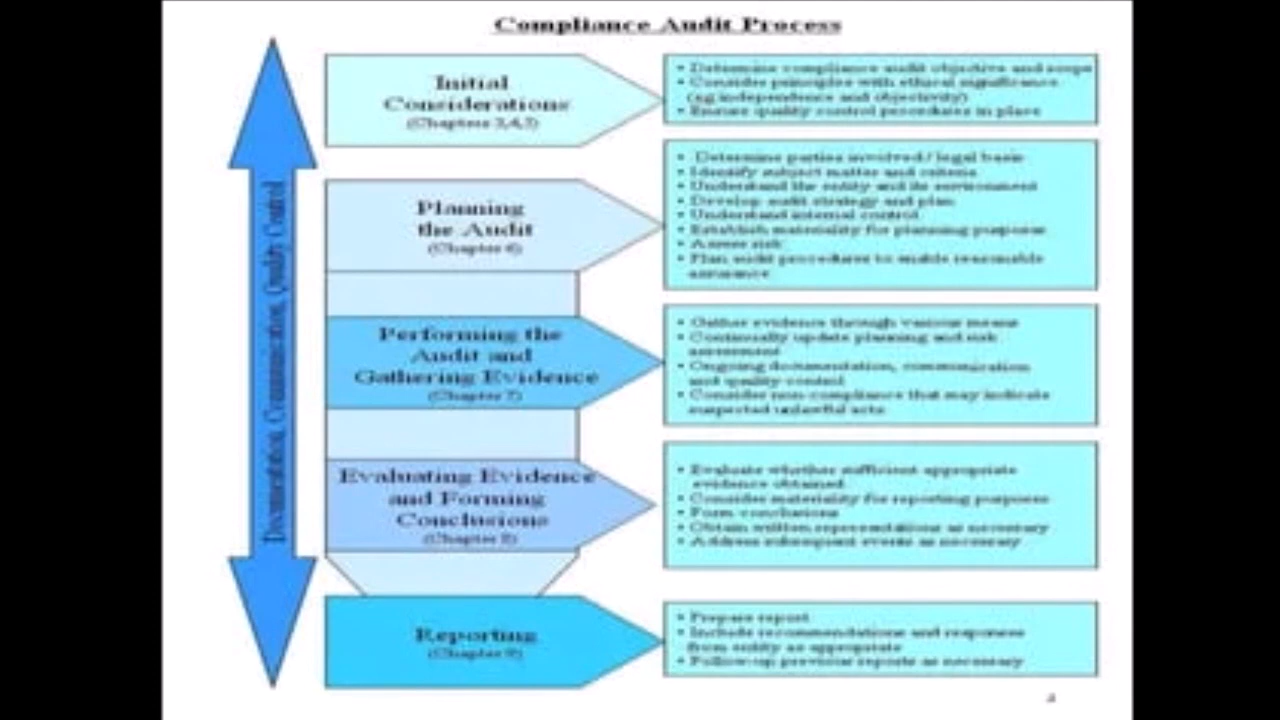 Compliance Audit Process
Documentation, Communication, Quality Control
Initial
Considerations
(Chapters 3,4,5)
• Determine compliance audit objective and scope
• Consider principles with ethical significance
(eg independence and objectivity)
• Ensure quality control procedures in place
Planning
the Audit
(Chapter 6)
• Determine parties involved / legal basis
• Identify subject matter and criteria
• Understand the entity and its environment
• Develop audit strategy and plan
• Understand internal control
• Establish materiality for planning purposes
• Assess risk
• Plan audit procedures to enable reasonable
assurance
Performing the
Audit and
Gathering Evidence
(Chapter 7)
• Gather evidence through various means
• Continually update planning and risk
assessment
• Ongoing documentation, communication
and quality control
• Consider non-compliance that may indicate
suspected unlawful acts
Evaluating Evidence
and Forming
Conclusions
(Chapter 8)
• Evaluate whether sufficient appropriate
evidence obtained
• Consider materiality for reporting purposes
• Form conclusions
• Obtain written representations as necessary
• Address subsequent events as necessary
Reporting
(Chapter 9)
• Prepare report
• Include recommendations and responses
from entity as appropriate
• Follow-up previous reports as necessary